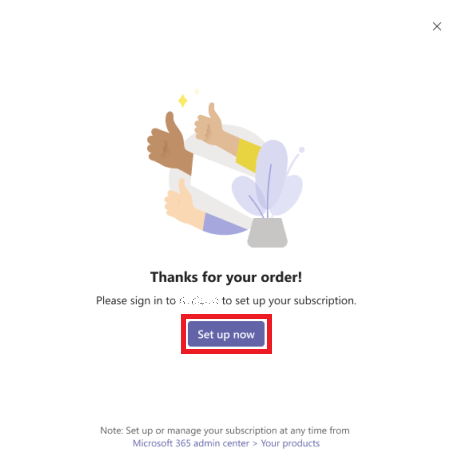 Thanks for your order!
Please sign in to to set up your subscription.
Set up now
Note: Set up or manage your subscription at any time from
Microsoft 365 admin center > Your products